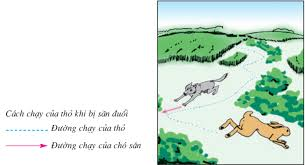 Cách chạy của thỏ khi bị săn đuổi
Đường chạy của thỏ
Đường chạy của chó săn